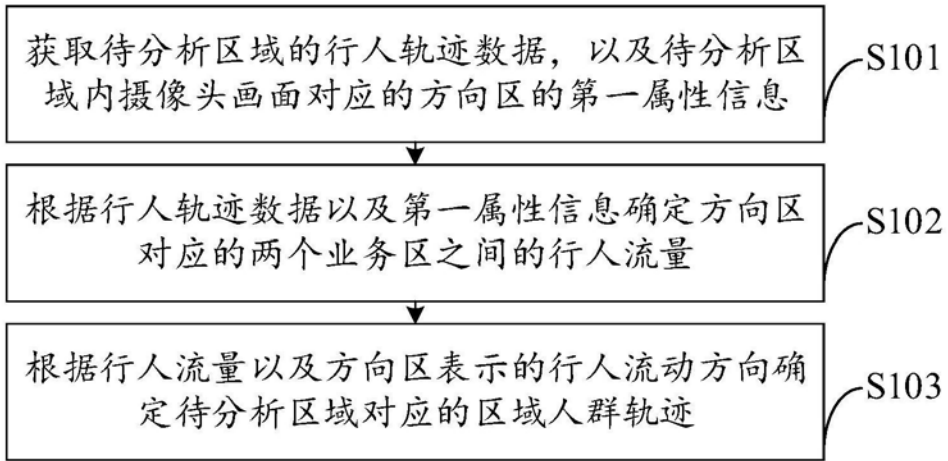 获取待分析区域的行人轨迹数据，以及待分析区
域内摄像头画面对应的方向区的第一属性信息
S101
根据行人轨迹数据以及第一属性信息确定方向区
对应的两个业务区之间的行人流量
S102
根据行人流量以及方向区表示的行人流动方向确
定待分析区域对应的区域人群轨迹
S103